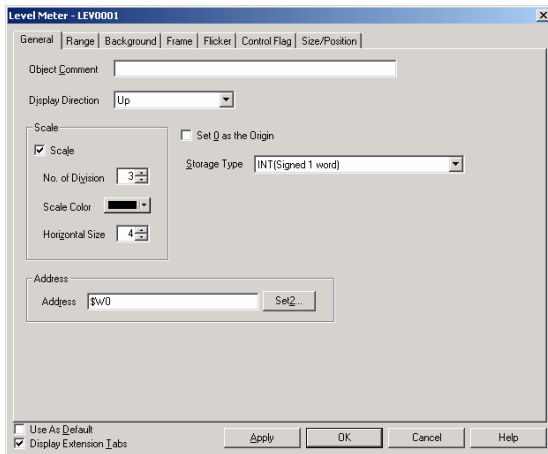 Level Meter - LEV0001
General Range Background Frame Flicker Control Flag Size/Position
Object Comment
Display Direction Up
Scale
Set 0 as the Origin
Scale
Storage Type INT(Signed 1 word)
No. of Division 3
Scale Color
Horizontal Size 4
Address
Address $W0 Set2...
Use As Default
Display Extension Tabs
Apply OK Cancel Help